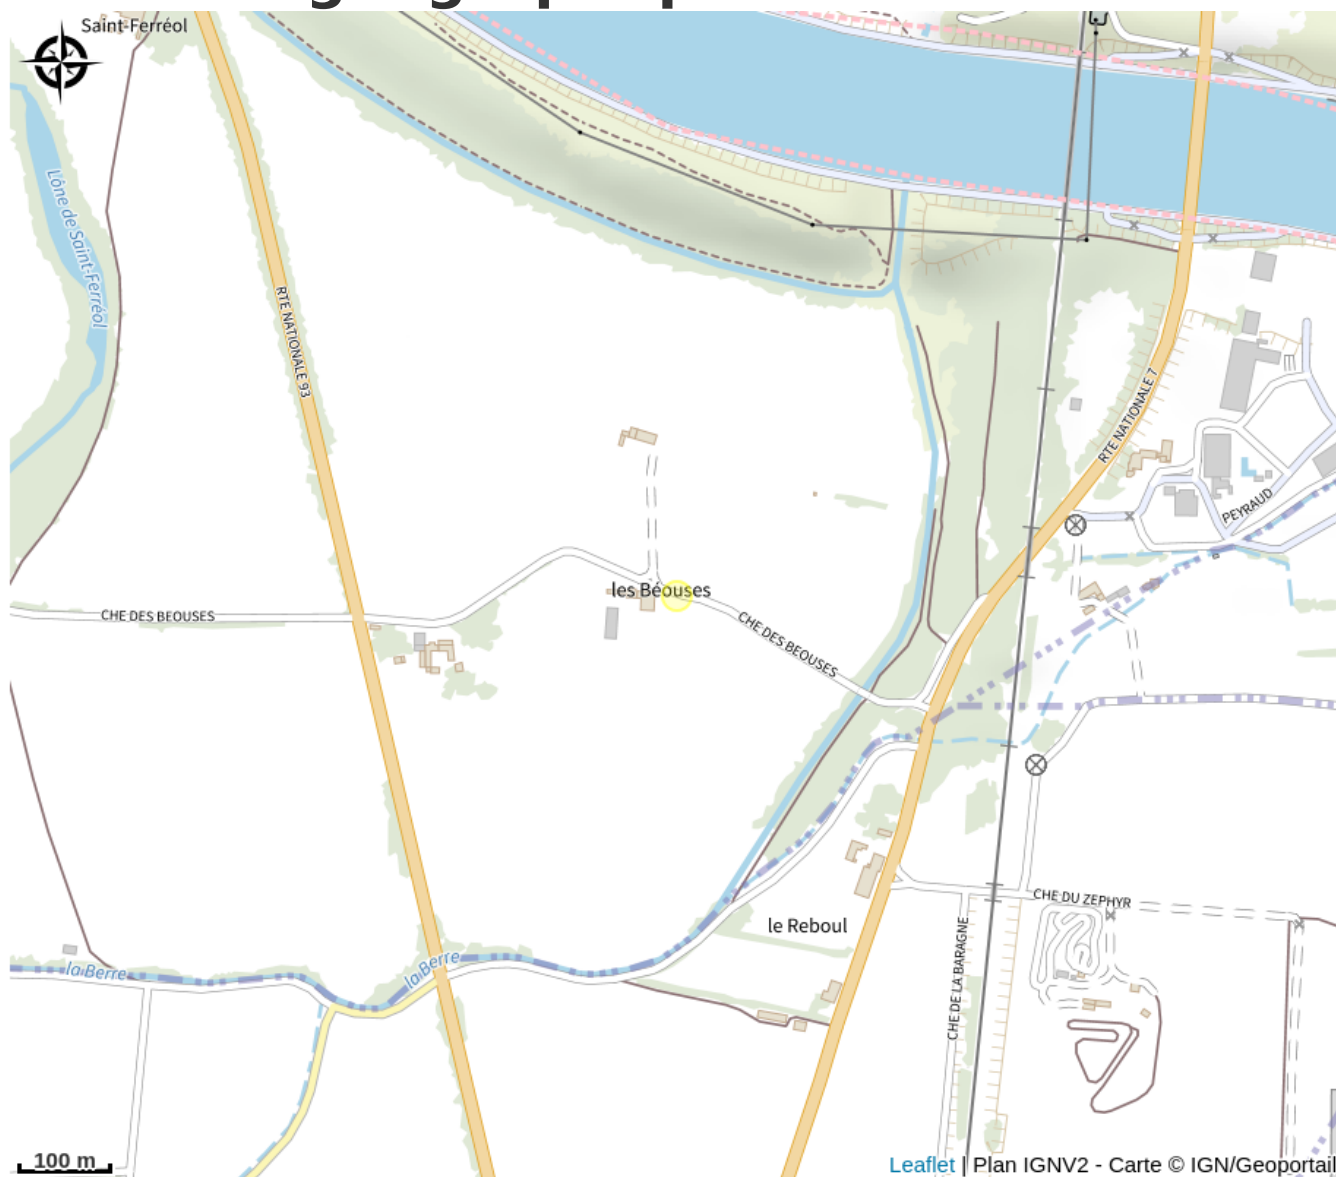 Saint-Ferréol
Lône de Saint-Ferréol
RTE NATIONALE 93
RTE NATIONALE 7
PEYRAUD
les Béouses
CHE DES BEOUSES
CHE DES BEOUSES
CHE DU ZEPHYR
le Reboul
CHE DE LA BARAGNE
la Berre
la Berre
100 m
Leaflet | Plan IGNV2 - Carte © IGN/Geoportail